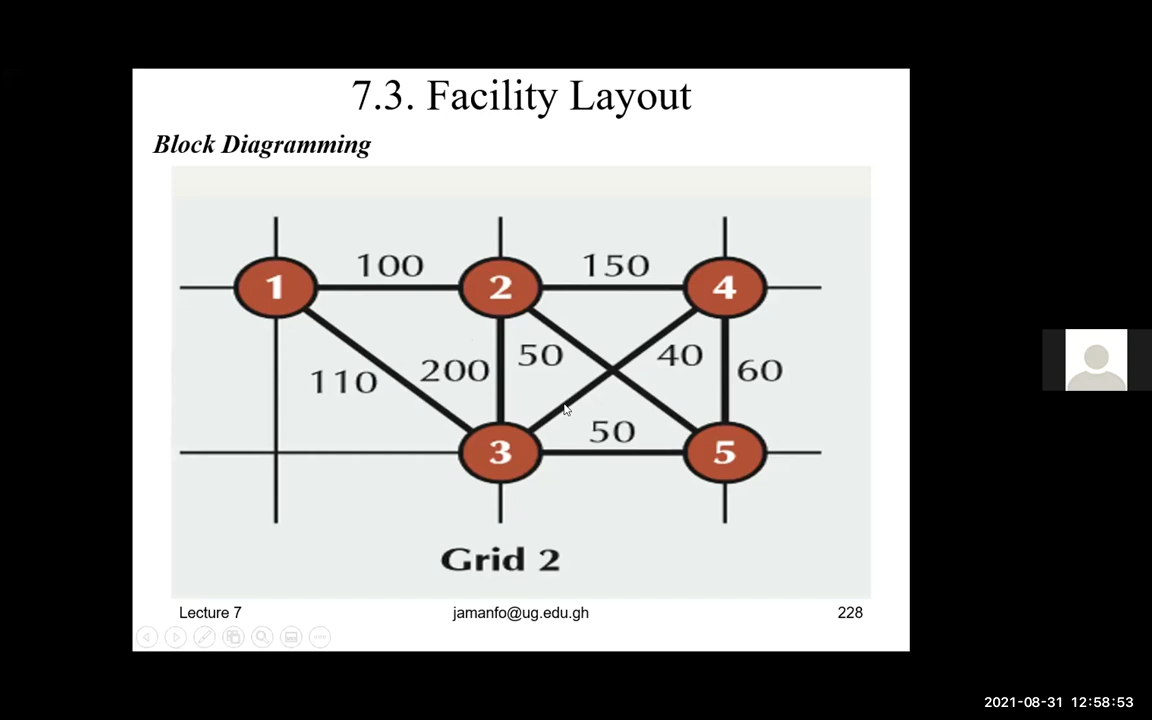 7.3. Facility Layout
Block Diagramming
100 150
1 2 4
50 40
110 200 60
50
3 5
Grid 2
Lecture 7 jamanfo@ug.edu.gh 228
2021-08-31 12:58:53